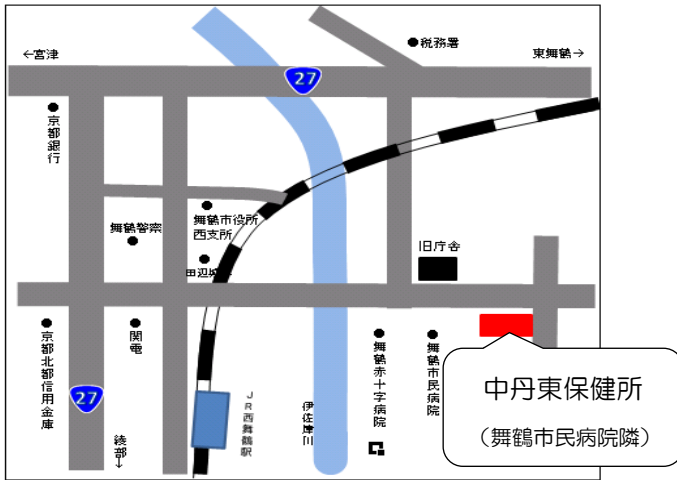 ←宮津
税務署
東舞鶴→
27
京都銀行
舞鶴市役所
西支所
舞鶴警察
旧庁舎
京都北都信用金庫
関電
27
綾部→
JR西舞鶴駅
伊佐津川
舞鶴赤十字病院
舞鶴市民病院
中丹東保健所
(舞鶴市民病院隣)